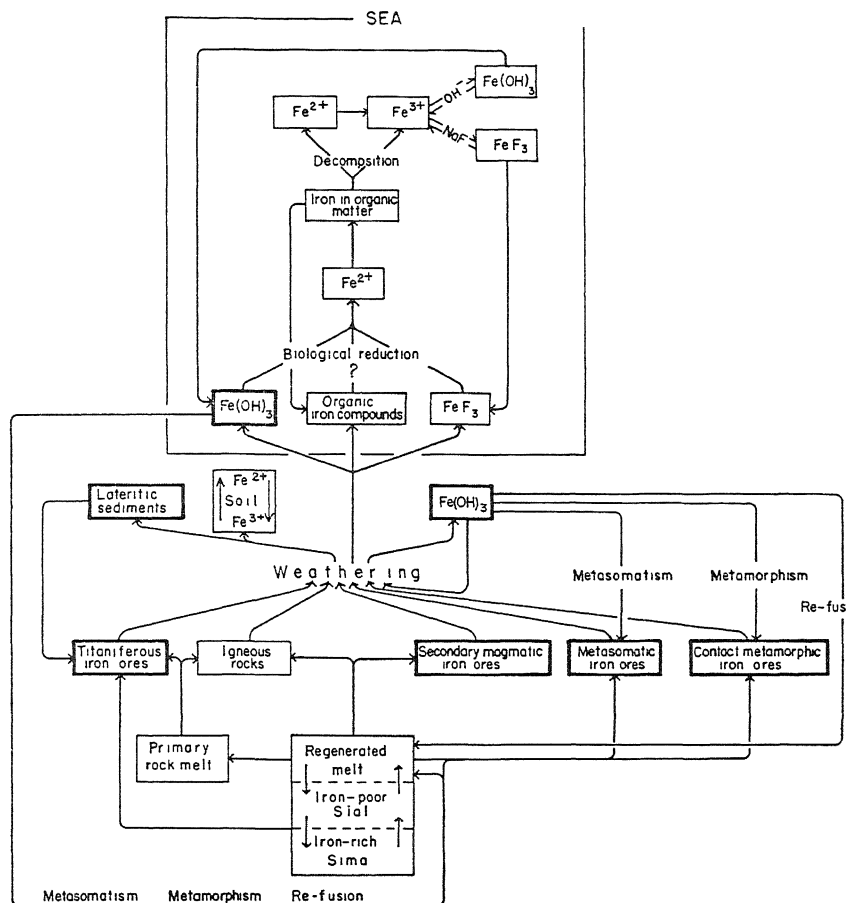 SEA
Fe(OH)3
OH-
Fe2+
Fe3+
NaF
FeF3
Decomposition
Iron in organic
matter
Fe2+
Biological reduction
?
Fe(OH)3
Organic
iron compounds
FeF3
Lateritic
sediments
Fe2+
Soil
Fe3+
Fe(OH)3
Weathering
Metasomatism
Metamorphism
Re-fus
Titaniferous
iron ores
Igneous
rocks
Secondary magmatic
iron ores
Metasomatic
iron ores
Contact metamorphic
iron ores
Primary
rock melt
Regenerated
melt
Iron-poor
Sial
Iron-rich
Sima
Metasomatism Metamorphism Re-fusion